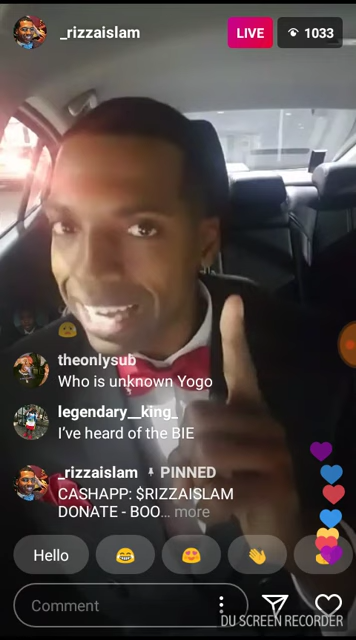 _rizzaislam
LIVE
1033
theonlysub
Who is unknown Yogo
legendary__king_
I've heard of the BIE
_rizzaislam PINNED
CASHAPP: $RIZZAISLAM
DONATE - BOO... more
Hello
Comment
DU SCREEN RECORDER